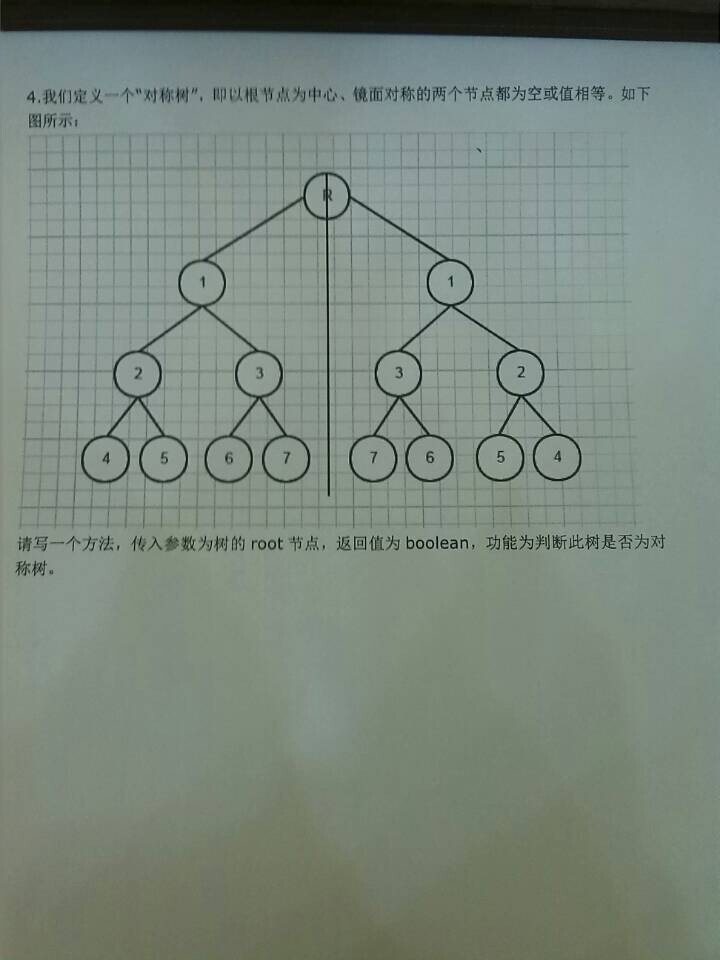 4.我们定义一个“对称树”，即以根节点为中心、镜面对称的两个节点都为空或值相等。如下
图所示：
R
1 1
2 3 3 2
4 5 6 7 7 6 5 4
请写一个方法，传入参数为树的 root 节点，返回值为 boolean，功能为判断此树是否为对
称树。